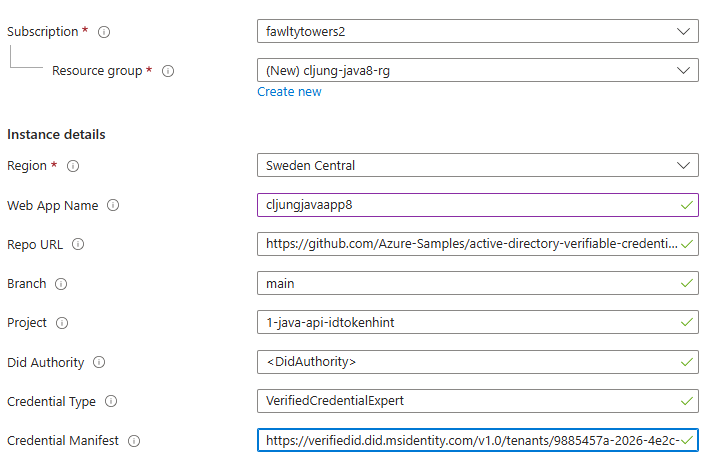 Subscription * fawltytowers2
Resource group * (New) cljung-java8-rg
Create new
Instance details
Region * Sweden Central
Web App Name cljungjavaapp8
Repo URL https://github.com/Azure-Samples/active-directory-verifiable-credenti...
Branch main
Project 1-java-api-idtokenhint
Did Authority <DidAuthority>
Credential Type VerifiedCredentialExpert
Credential Manifest https://verifiedid.did.msidentity.com/v1.0/tenants/9885457a-2026-4e2c-